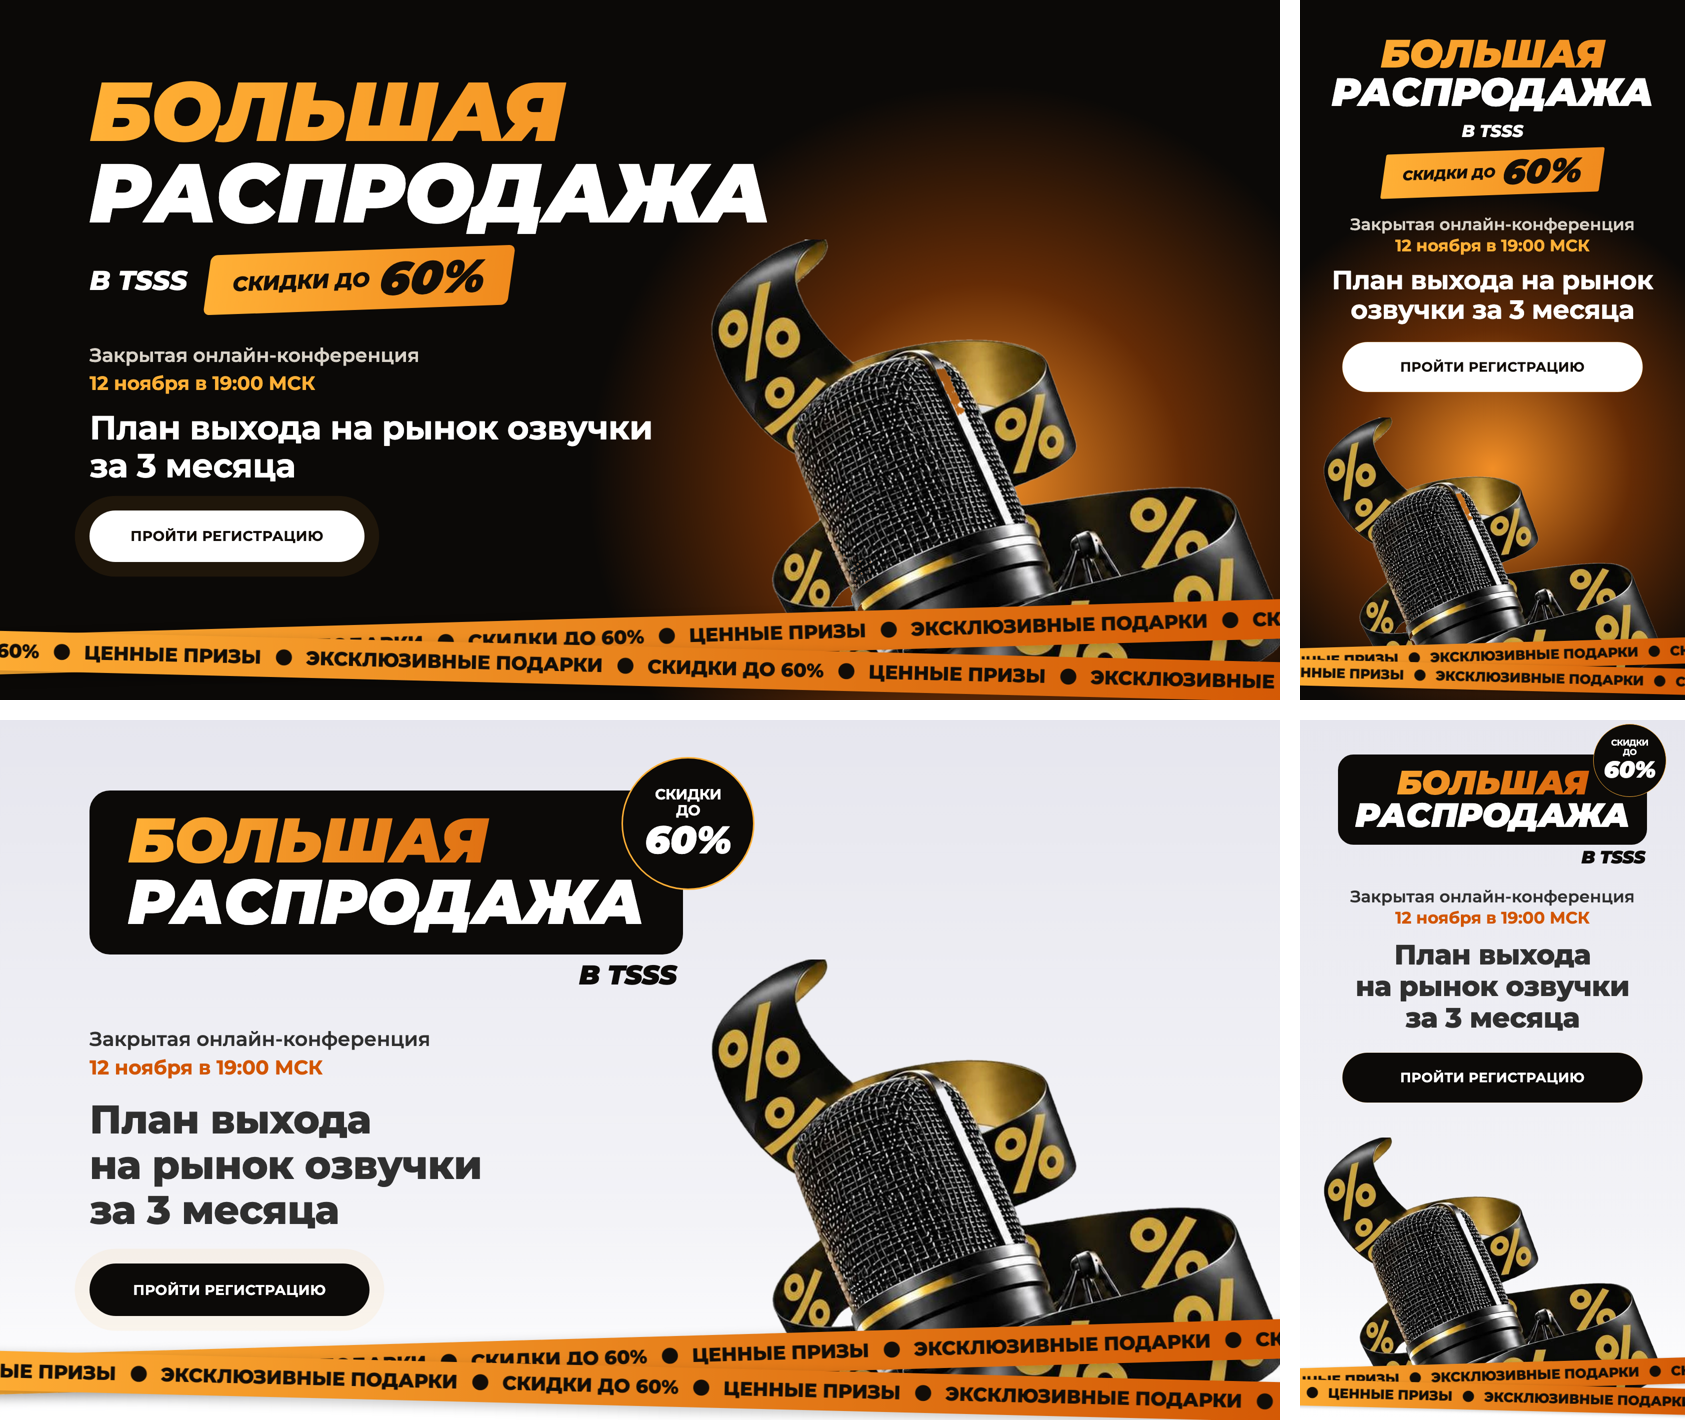 БОЛЬШАЯ
РАСПРОДАЖА
В TSSS
СКИДКИ ДО 60%
Закрытая онлайн-конференция
12 ноября в 19:00 МСК
План выхода на рынок озвучки
за 3 месяца
ПРОЙТИ РЕГИСТРАЦИЮ
СКИДКИ ДО 60% ● ЦЕННЫЕ ПРИЗЫ ● ЭКСКЛЮЗИВНЫЕ ПОДАРКИ ● СК
60% ● ЦЕННЫЕ ПРИЗЫ ● ЭКСКЛЮЗИВНЫЕ ПОДАРКИ ● СКИДКИ ДО 60% ● ЦЕННЫЕ ПРИЗЫ ● ЭКСКЛЮЗИВНЫЕ
БОЛЬШАЯ
РАСПРОДАЖА
В TSSS
СКИДКИ ДО 60%
Закрытая онлайн-конференция
12 ноября в 19:00 МСК
План выхода на рынок
озвучки за 3 месяца
ПРОЙТИ РЕГИСТРАЦИЮ
ПРИЗЫ ● ЭКСКЛЮЗИВНЫЕ ПОДАРКИ ● СК
ННЫЕ ПРИЗЫ ● ЭКСКЛЮЗИВНЫЕ ПОДАРКИ ● С
СКИДКИ
ДО
60%
БОЛЬШАЯ
РАСПРОДАЖА
В TSSS
Закрытая онлайн-конференция
12 ноября в 19:00 МСК
План выхода
на рынок озвучки
за 3 месяца
ПРОЙТИ РЕГИСТРАЦИЮ
СКИДКИ ДО 60% ● ЦЕННЫЕ ПРИЗЫ ● ЭКСКЛЮЗИВНЫЕ ПОДАРКИ ● СК
ЫЕ ПРИЗЫ ● ЭКСКЛЮЗИВНЫЕ ПОДАРКИ ● СКИДКИ ДО 60% ● ЦЕННЫЕ ПРИЗЫ ● ЭКСКЛЮЗИВНЫЕ ПОДАРКИ ●
СКИДКИ
ДО
60%
БОЛЬШАЯ
РАСПРОДАЖА
В TSSS
Закрытая онлайн-конференция
12 ноября в 19:00 МСК
План выхода
на рынок озвучки
за 3 месяца
ПРОЙТИ РЕГИСТРАЦИЮ
ПРИЗЫ ● ЭКСКЛЮЗИВНЫЕ ПОДАРКИ ● СК
● ЦЕННЫЕ ПРИЗЫ ● ЭКСКЛЮЗИВНЫЕ ПОДАРКИ